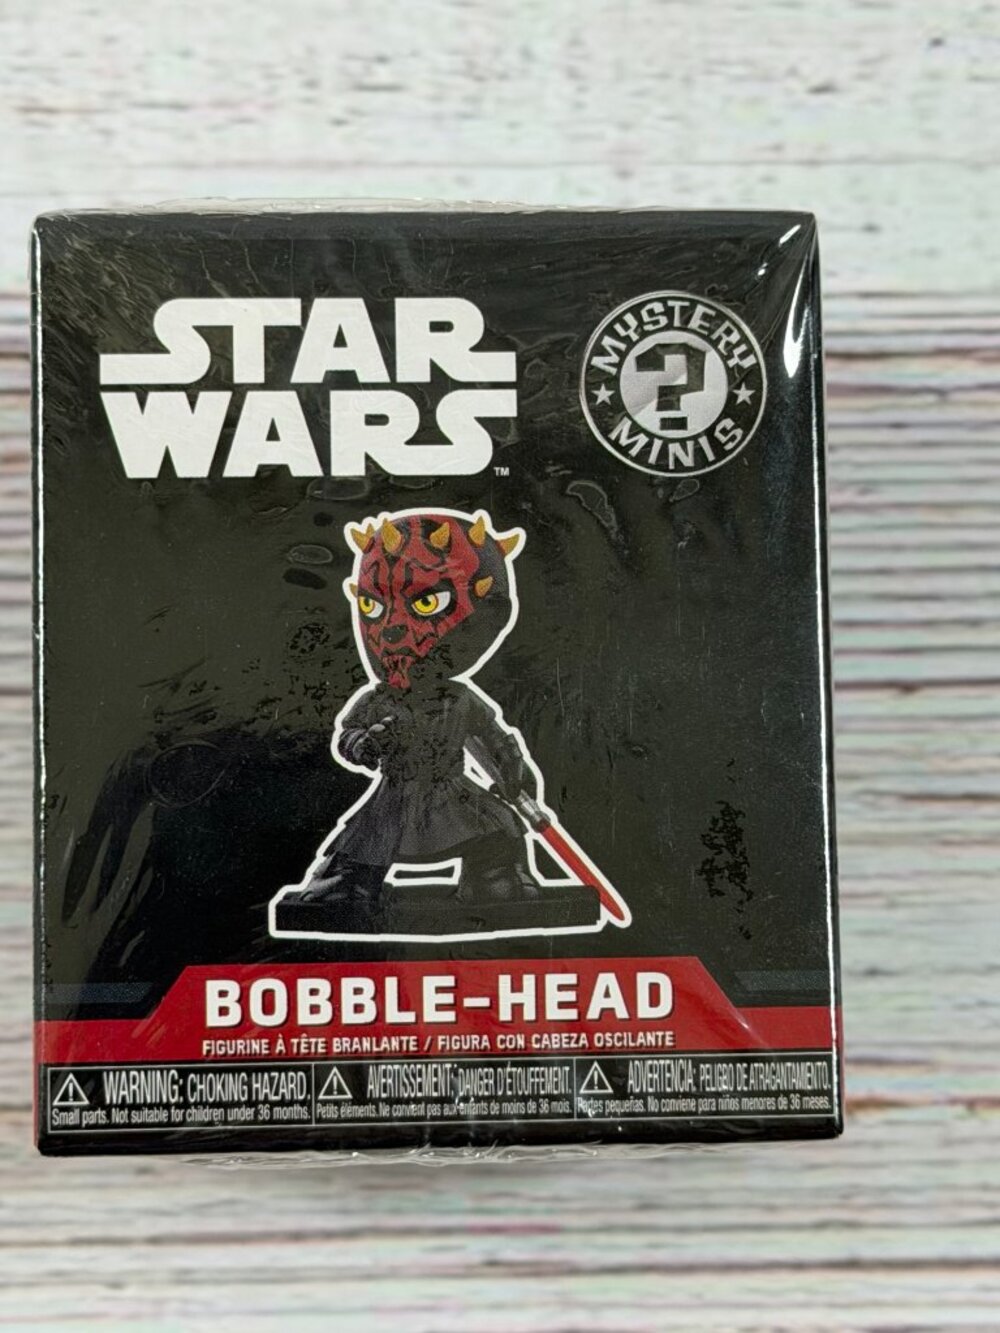 STAR
WARS
™
MYSTERY
?
MINIS
BOBBLE-HEAD
FIGURINE À TÊTE BRANLANTE / FIGURA CON CABEZA OSCILANTE
WARNING: CHOKING HAZARD.
Small parts. Not suitable for children under 36 months.
AVERTISSEMENT: DANGER D'ÉTOUFFEMENT.
Petits éléments. Ne convient pas aux enfants de moins de 36 mois.
ADVERTENCIA: PELIGRO DE ATRAGANTAMIENTO.
Partes pequeñas. No conviene para niños menores de 36 meses.